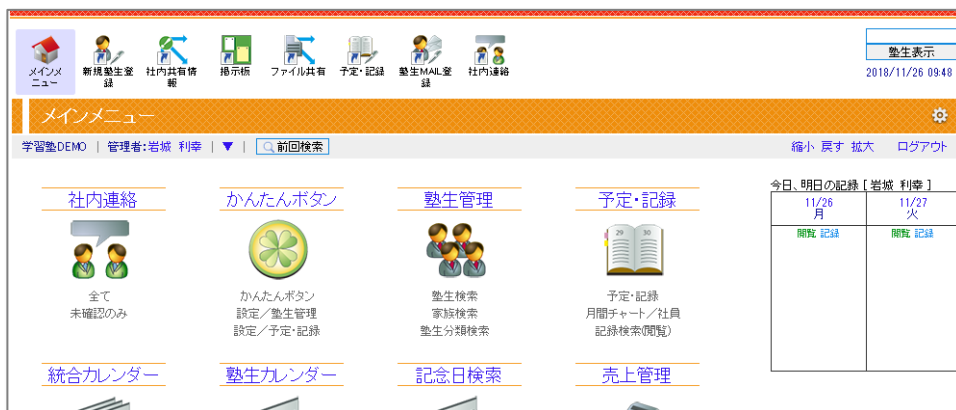 塾生表示
2018/11/26 09:48
メインメ
ニュー
新規塾生登
録
社内共有情
報
掲示板
ファイル共有
予定・記録
塾生MAIL登
録
社内連絡
メインメニュー
学習塾DEMO | 管理者:岩城 利幸 | ▼ | 前回検索
縮小 戻す 拡大 ログアウト
社内連絡
全て
未確認のみ
かんたんボタン
かんたんボタン
設定／塾生管理
設定／予定・記録
塾生管理
塾生検索
家族検索
塾生分類検索
予定・記録
29 30
予定・記録
月間チャート／社員
記録検索(閲覧)
今日、明日の記録 [ 岩城 利幸 ]
11/26
月
11/27
火
閲覧 記録
閲覧 記録
統合カレンダー
塾生カレンダー
記念日検索
売上管理